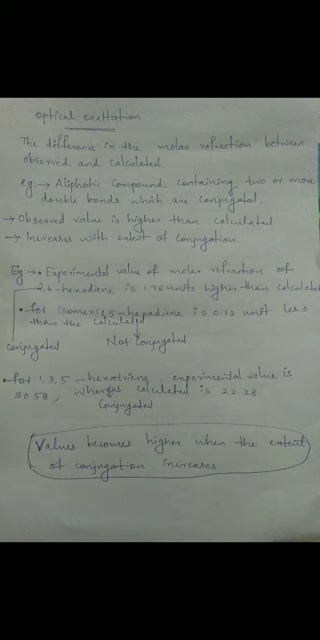 Optical exaltation
The difference in the molar refraction between
observed and calculated.
eg:→ Aliphatic Compound containing two or more
double bonds which are conjugated.
→ Observed value is higher than calculated
→ Increases with extent of Conjugation.
Eg →• Experimental value of molar refraction of
2,4-hexadiene is 1.76 units higher than calculated
• for isomeric 1,5-hexadiene is 0.12 unit less
than the calculated
Conjugated
Not Conjugated
• for 1,3,5 - hexatriene, experimental value is
30.58, whereas calculated is 22.28
Conjugated
Values becomes higher when the extent
of conjugation increases